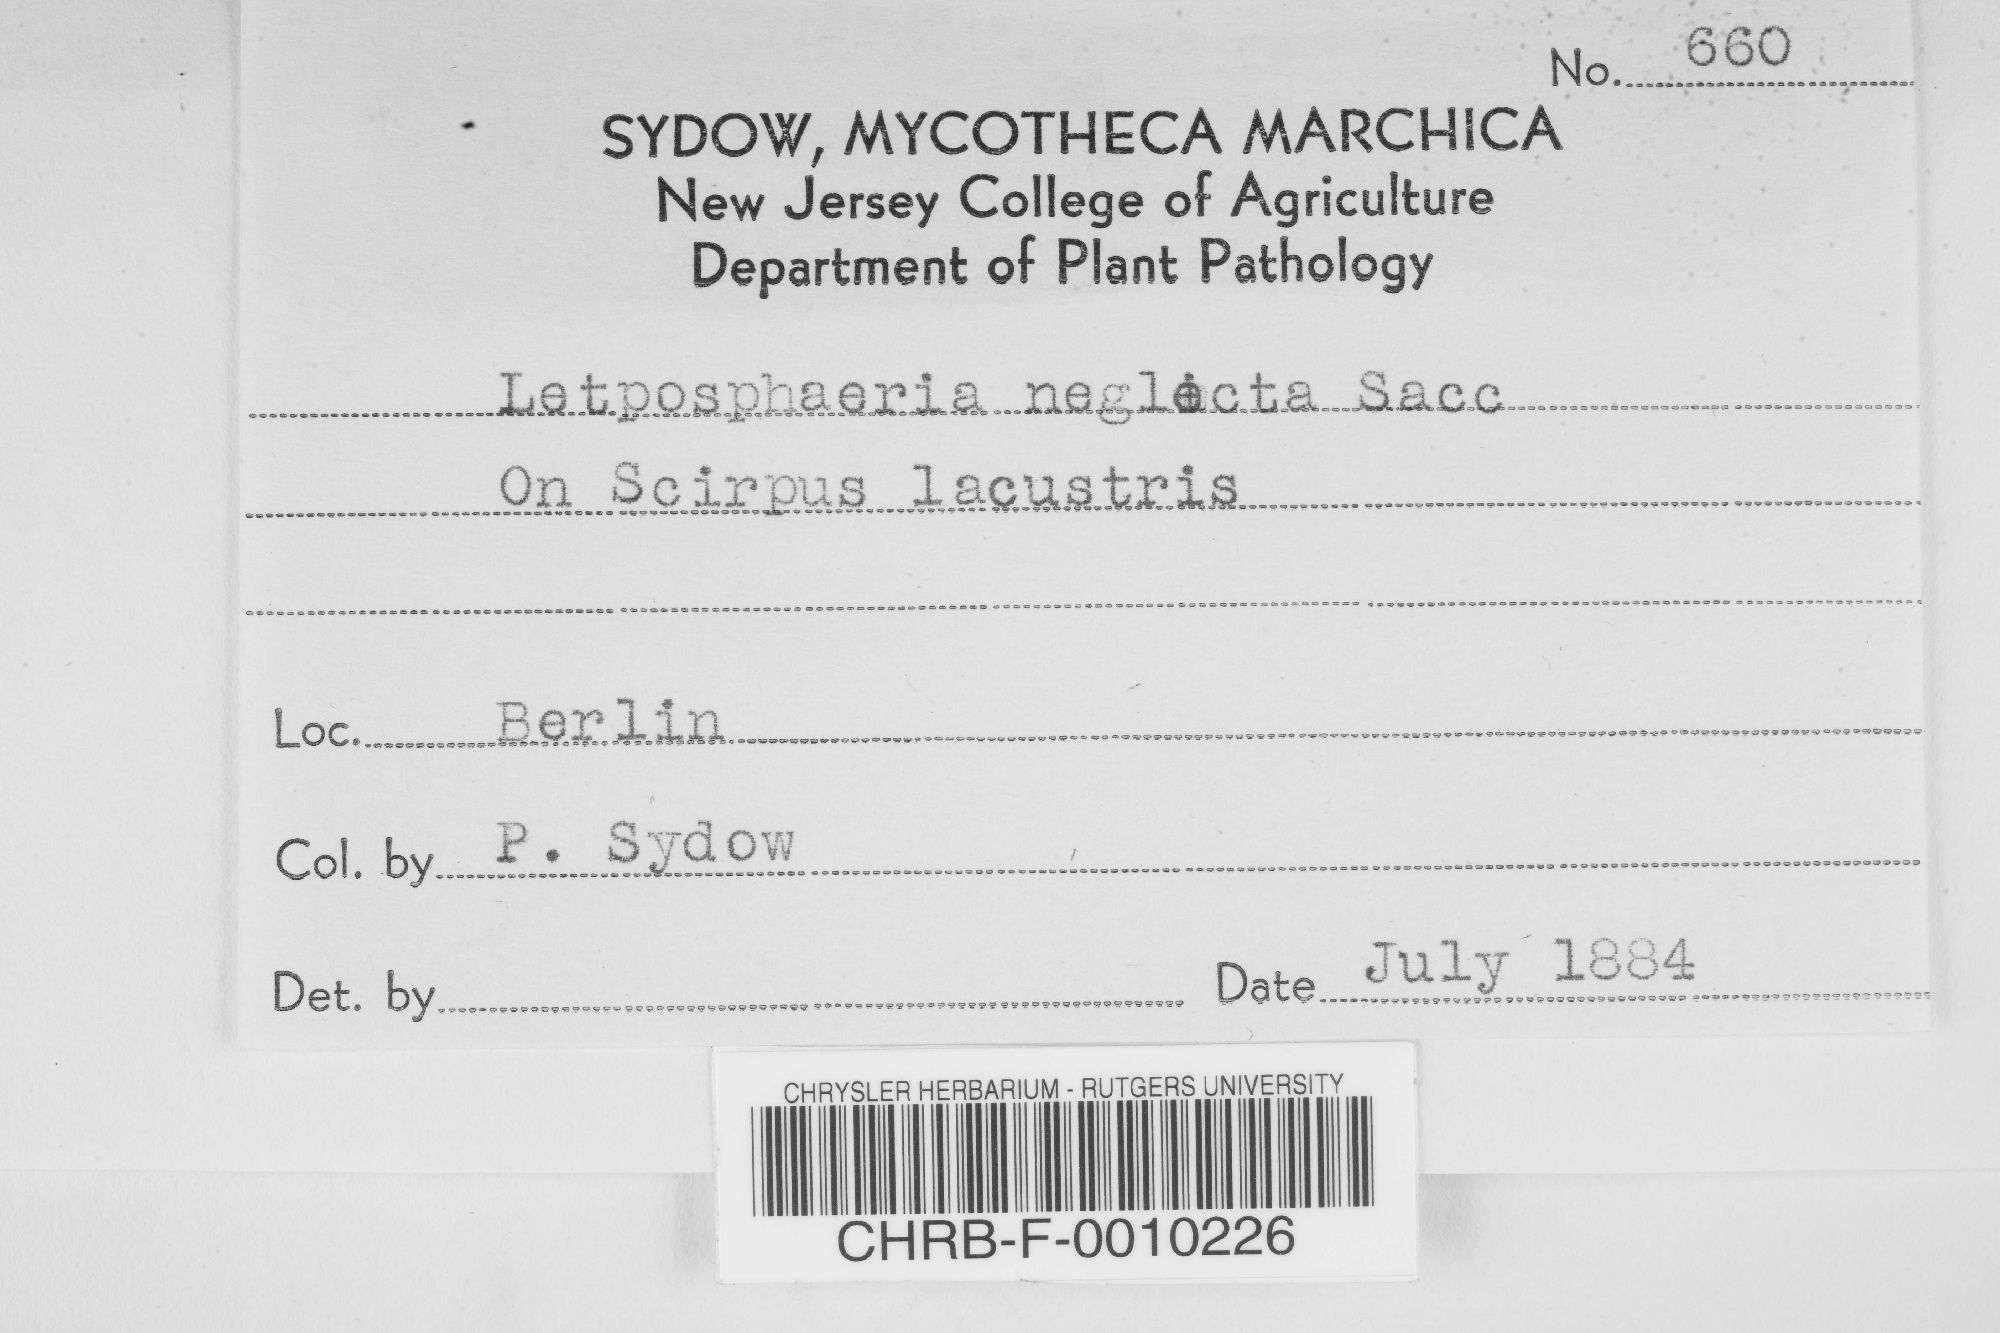 No. 660
SYDOW, MYCOTHECA MARCHICA
New Jersey College of Agriculture
Department of Plant Pathology
Letposphaeria neglecta Sacc
On Scirpus lacustris
Loc. Berlin
Col. by P. Sydow
Det. by Date July 1884
CHRYSLER HERBARIUM - RUTGERS UNIVERSITY
CHRB-F-0010226